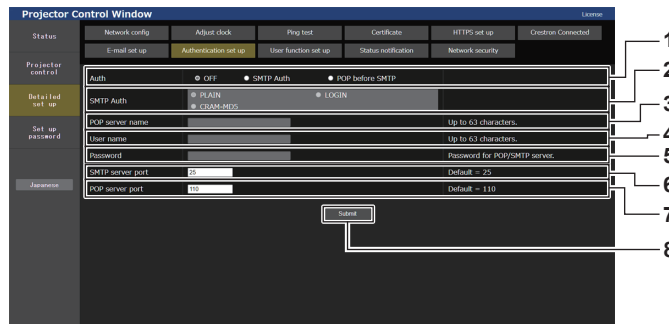 Projector Control Window
License
Status
Network config
Adjust clock
Ping test
Certificate
HTTPS set up
Crestron Connected
E-mail set up
Authentication set up
User function set up
Status notification
Network security
Projector
control
Detailed
set up
Set up
password
Japanese
Auth
OFF
SMTP Auth
POP before SMTP
SMTP Auth
PLAIN
LOGIN
CRAM-MD5
POP server name
Up to 63 characters.
User name
Up to 63 characters.
Password
Password for POP/SMTP server.
SMTP server port
25
Default = 25
POP server port
110
Default = 110
Submit
1
2
3
4
5
6
7
8